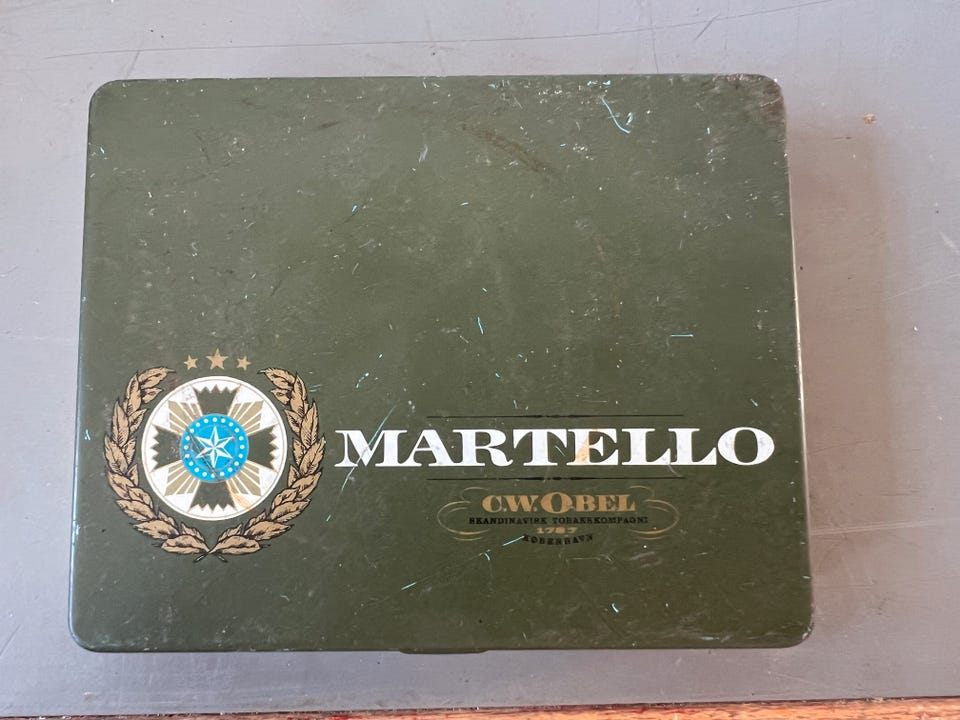 MARTELLO
C.W. OBEL
SKANDINAVISK TOBAKSKOMPAGNI
1787
KØBENHAVN